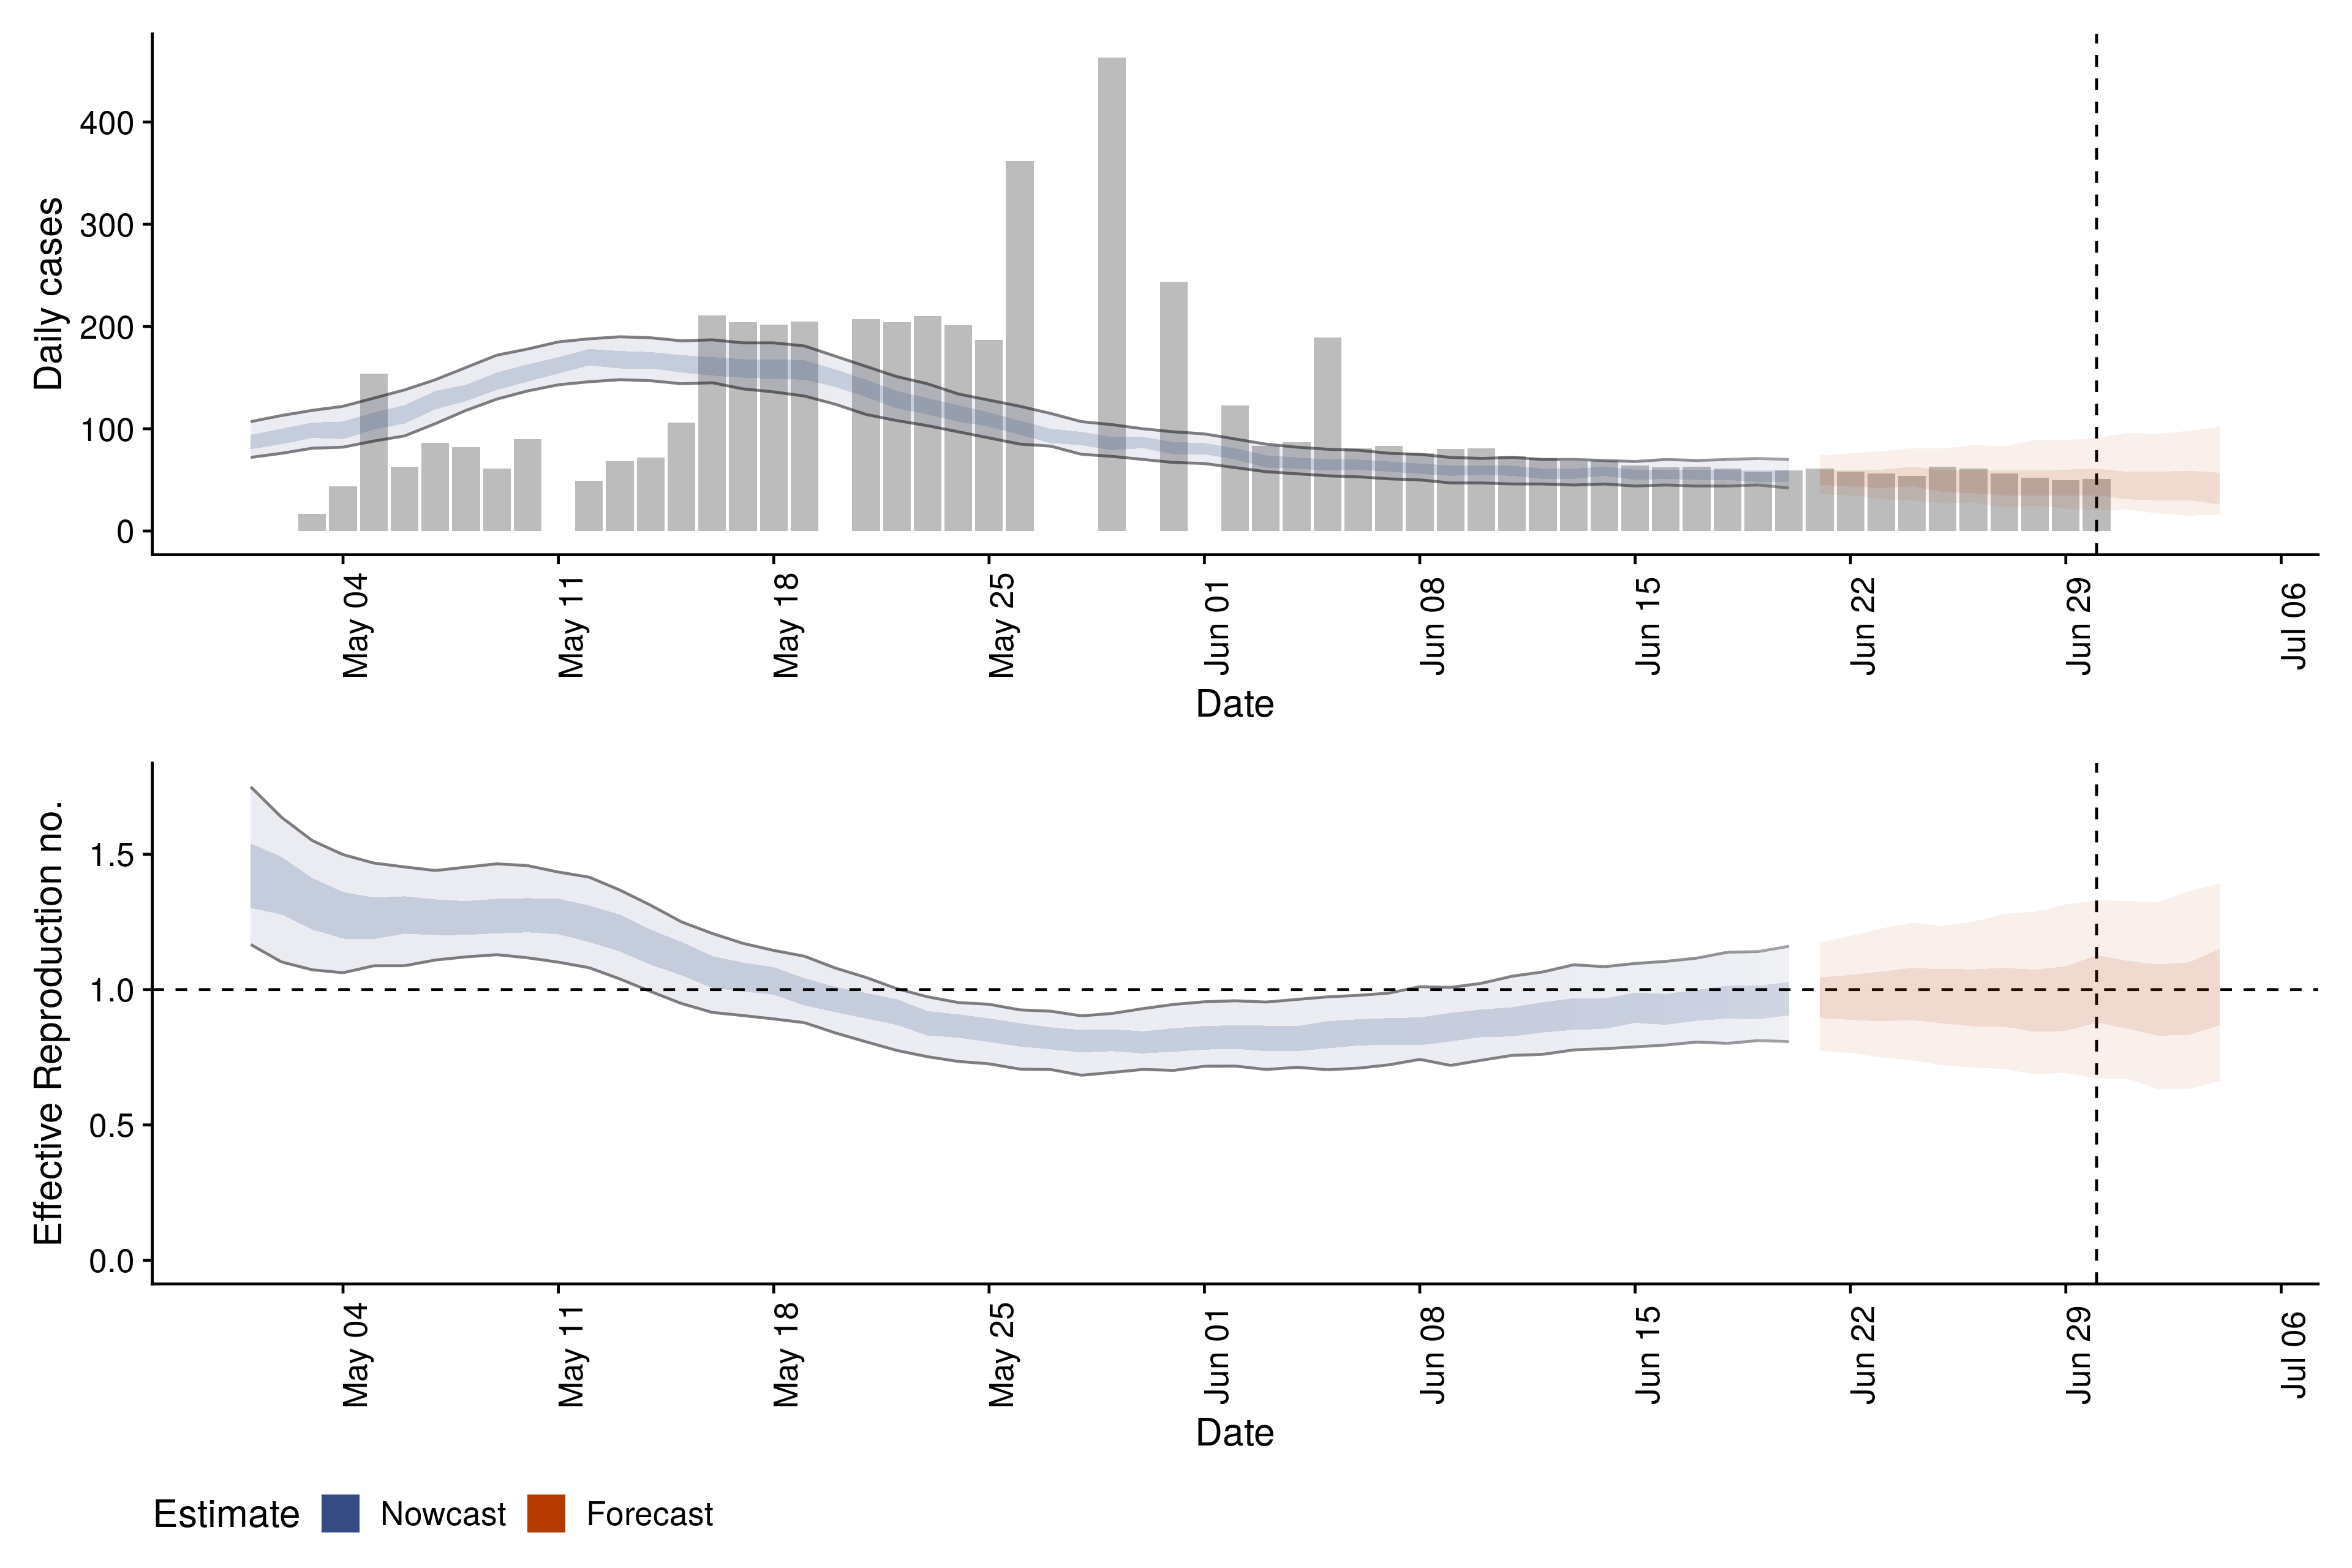 Daily cases
400
300
200
100
0
May 04
May 11
May 18
May 25
Jun 01
Jun 08
Jun 15
Jun 22
Jun 29
Jul 06
Date
Effective Reproduction no.
1.5
1.0
0.5
0.0
May 04
May 11
May 18
May 25
Jun 01
Jun 08
Jun 15
Jun 22
Jun 29
Jul 06
Date
Estimate Nowcast Forecast